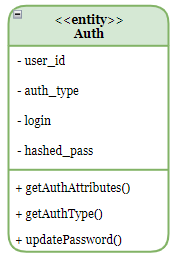 <<entity>>
Auth
- user_id
- auth_type
- login
- hashed_pass
+ getAuthAttributes()
+ getAuthType()
+ updatePassword()